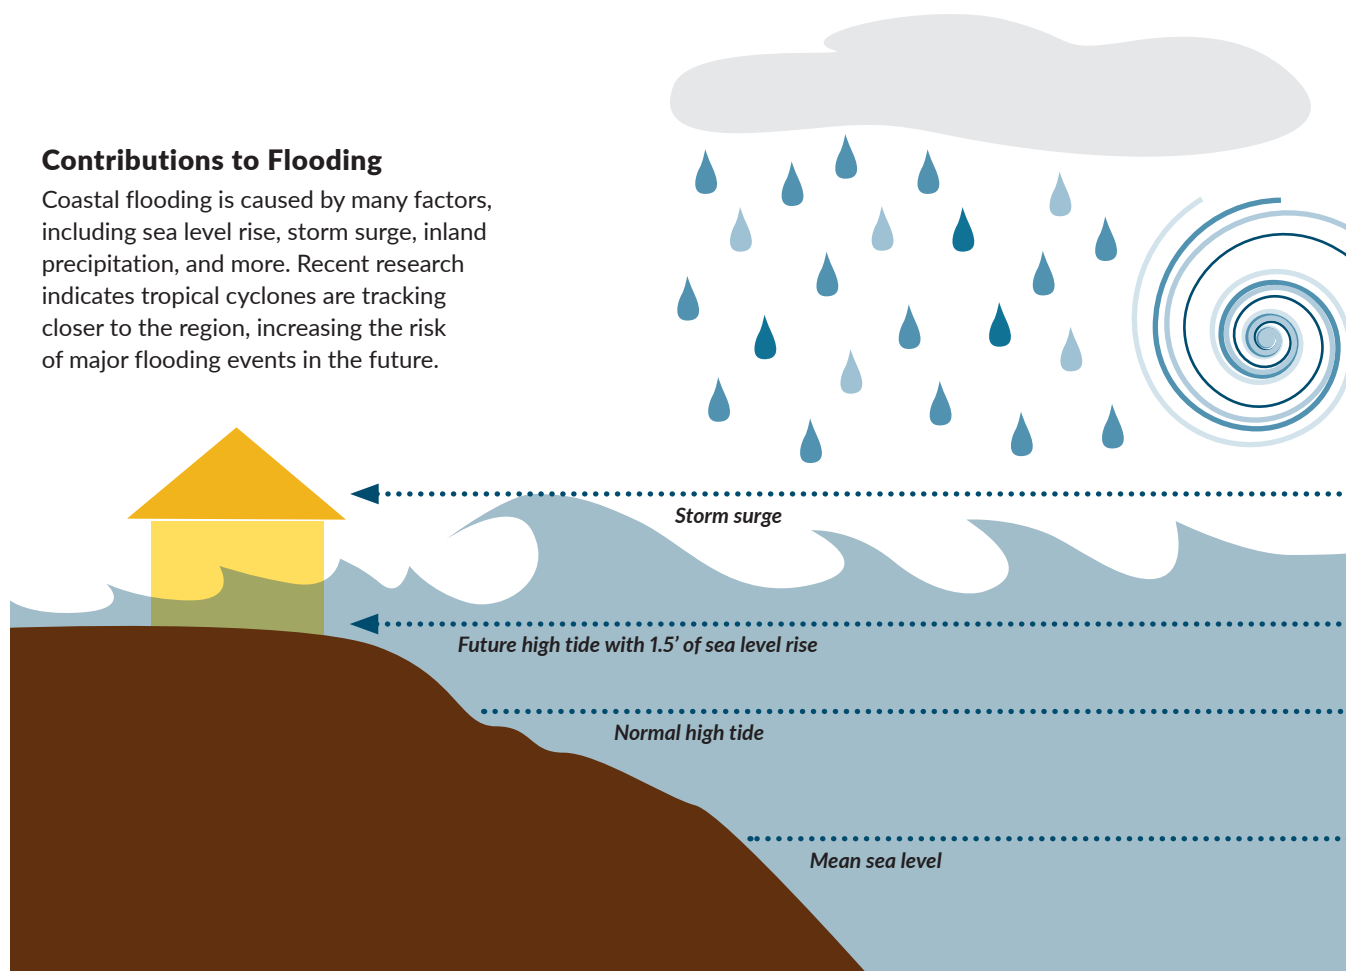 Contributions to Flooding
Coastal flooding is caused by many factors,
including sea level rise, storm surge, inland
precipitation, and more. Recent research
indicates tropical cyclones are tracking
closer to the region, increasing the risk
of major flooding events in the future.
Storm surge
Future high tide with 1.5’ of sea level rise
Normal high tide
Mean sea level